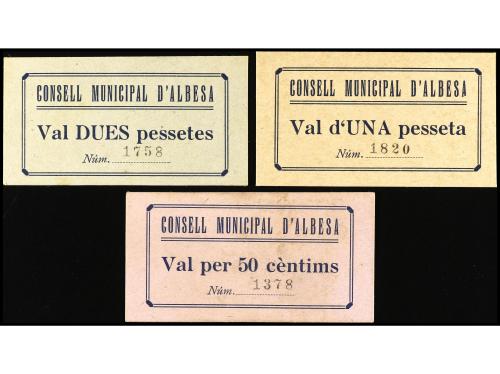 CONSELL MUNICIPAL D'ALBESA
Val DUES pessetes
Núm. 1758
CONSELL MUNICIPAL D'ALBESA
Val d'UNA pesseta
Núm. 1820
CONSELL MUNICIPAL D'ALBESA
Val per 50 cèntims
Núm. 1378